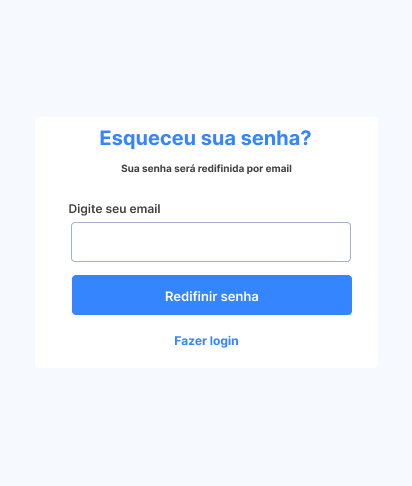 Esqueceu sua senha?
Sua senha será redifinida por email
Digite seu email
Redifinir senha
Fazer login